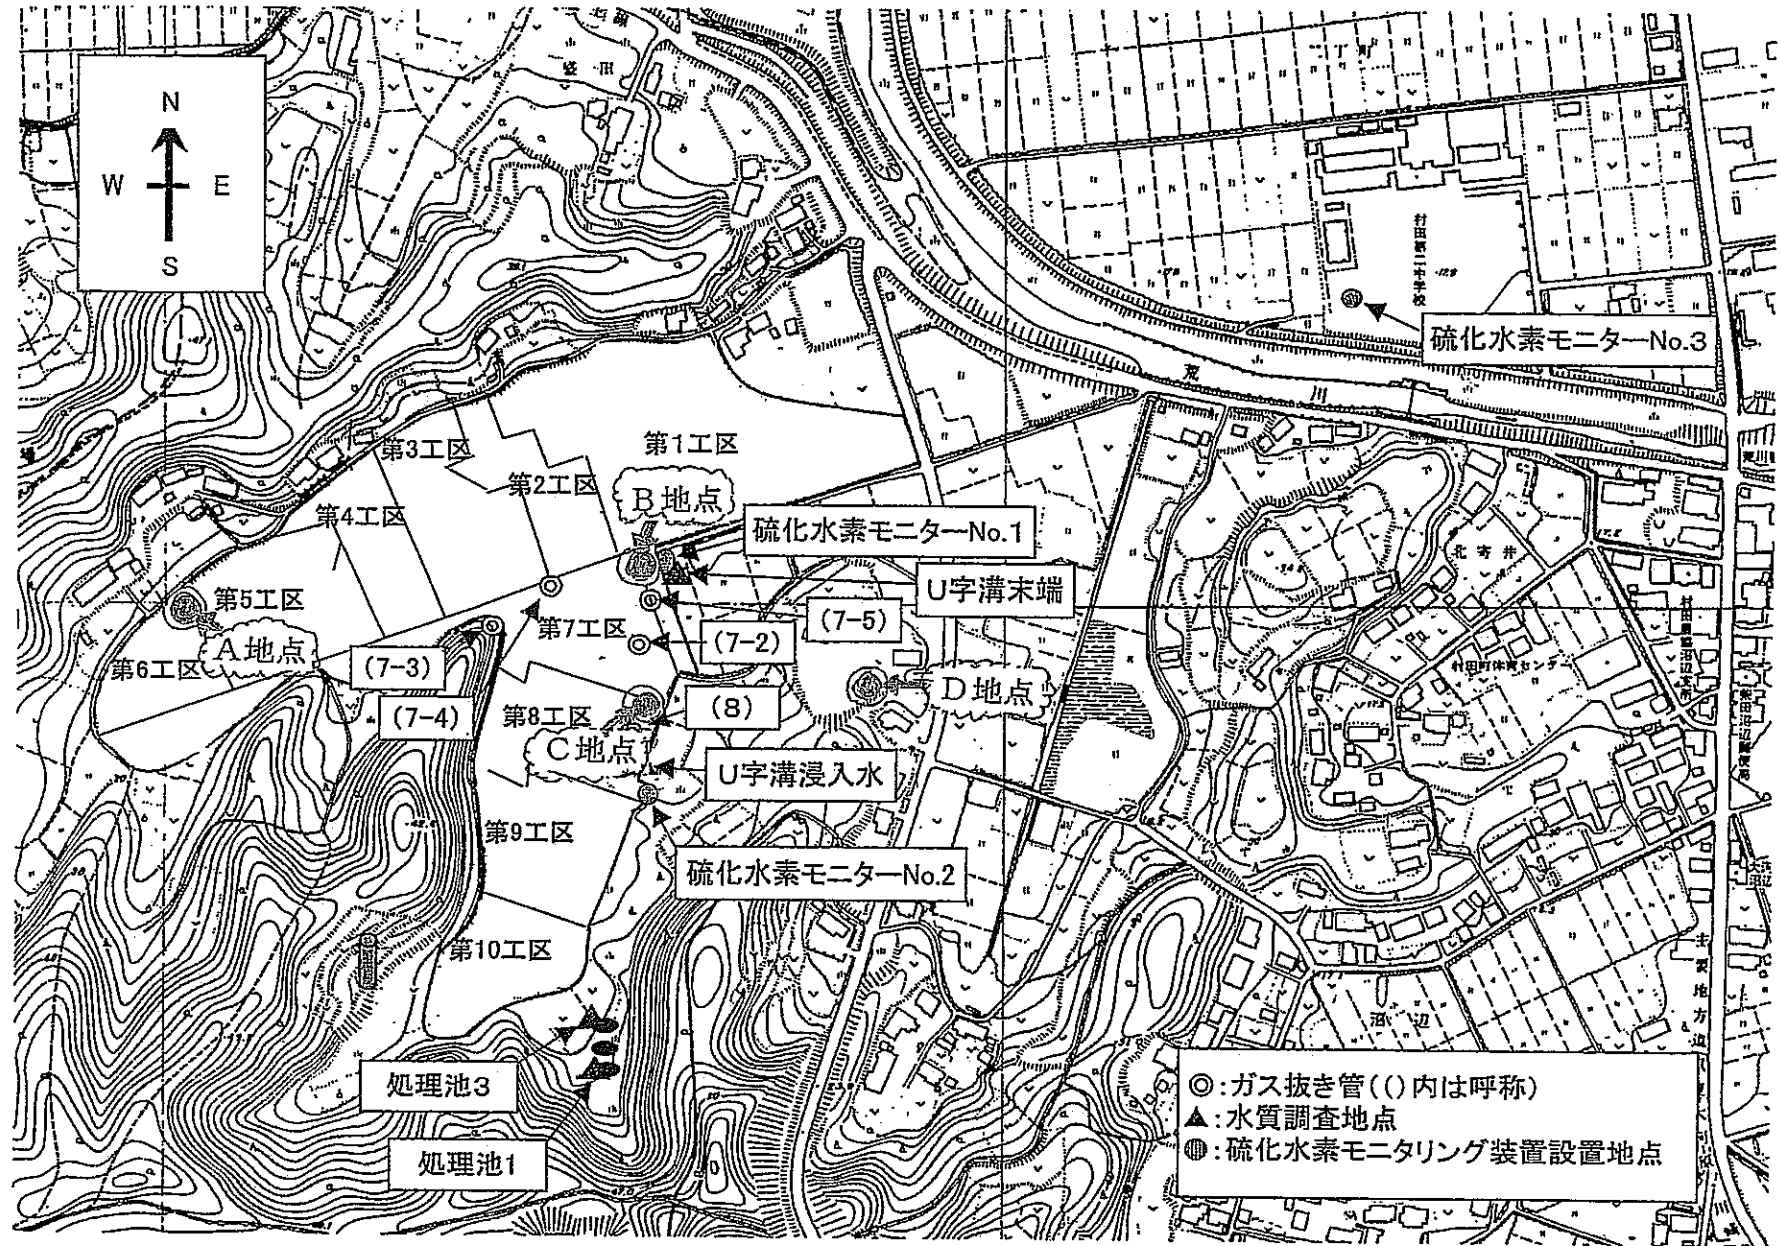 N
W E
S
盛田
村田第二中学校
硫化水素モニターNo.3
荒川
第1工区
第3工区
第2工区
B地点
第4工区
硫化水素モニターNo.1
北寄井
U字溝末端
第5工区
(7-5)
第7工区
(7-2)
A地点
(7-3)
第6工区
村田町体育センター
D地点
(7-4)
(8)
第8工区
C地点
U字溝浸入水
第9工区
硫化水素モニターNo.2
第10工区
沼辺
主要地方道
処理池3
処理池1
◎:ガス抜き管(()内は呼称)
▲:水質調査地点
●:硫化水素モニタリング装置設置地点